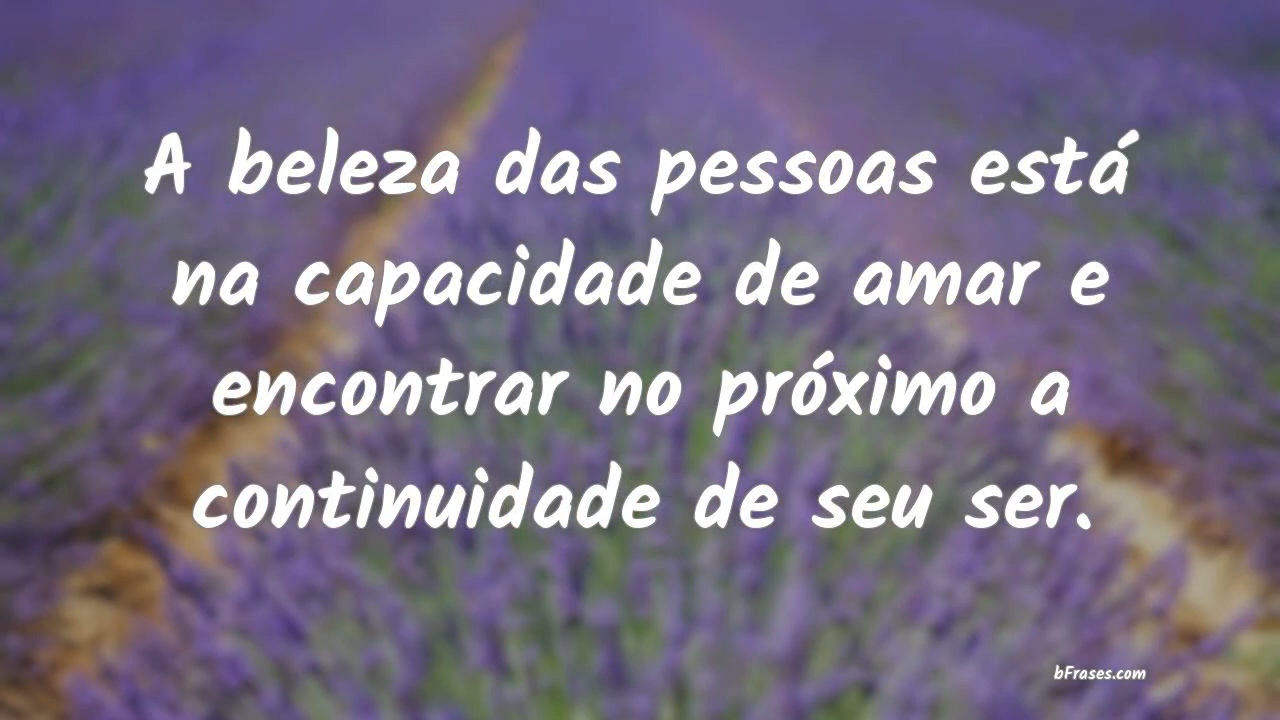 A beleza das pessoas está
na capacidade de amar e
encontrar no próximo a
continuidade de seu ser.
bFrases.com